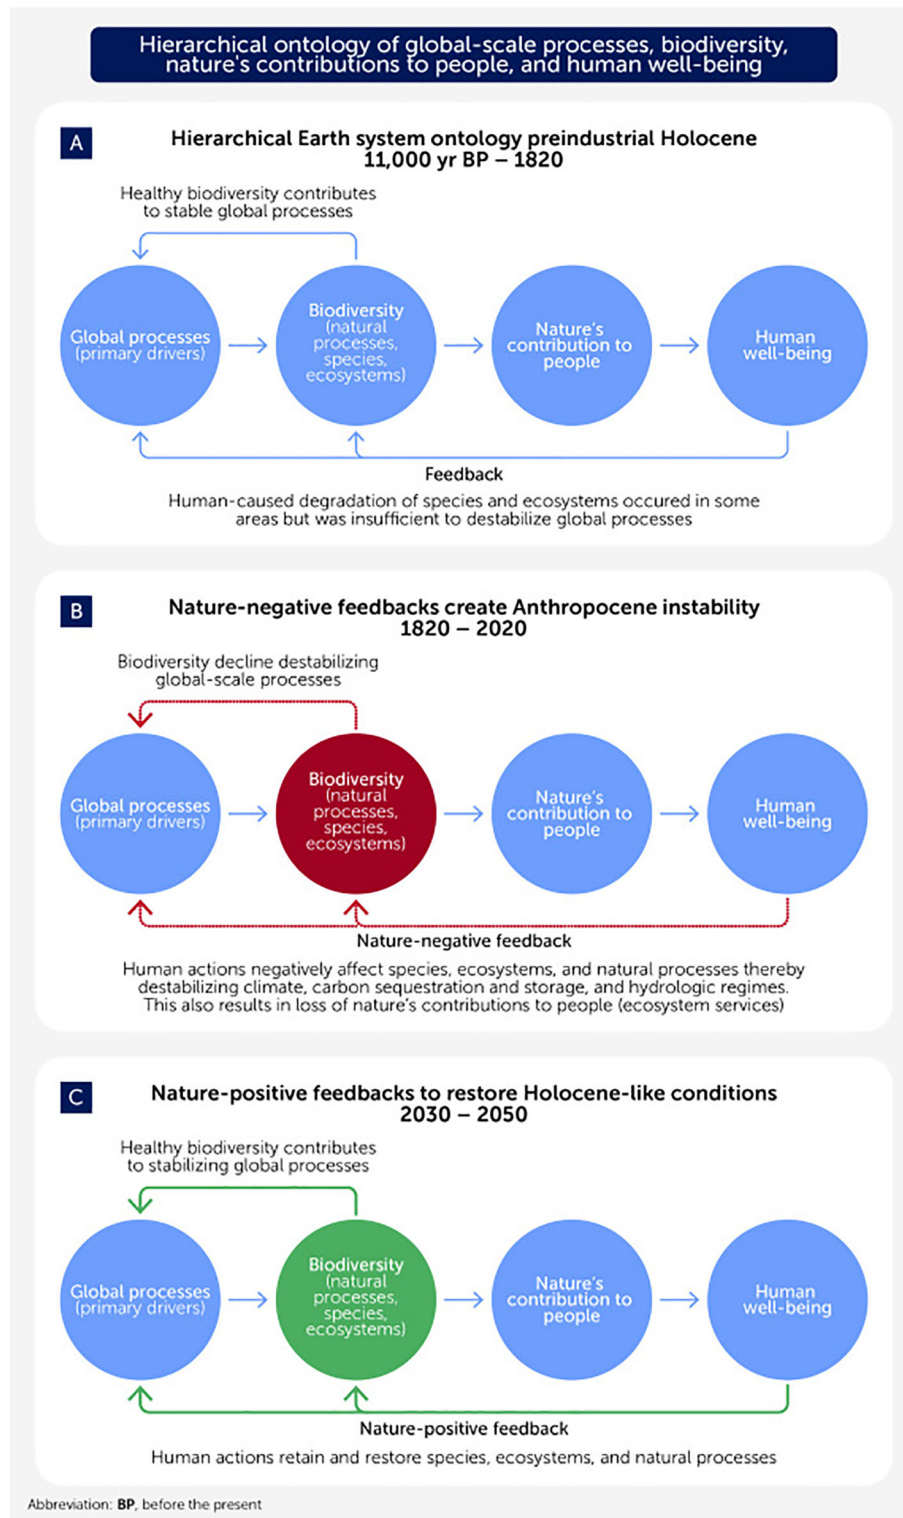 Hierarchical ontology of global-scale processes, biodiversity,
nature's contributions to people, and human well-being
A
Hierarchical Earth system ontology preindustrial Holocene
11,000 yr BP – 1820
Healthy biodiversity contributes
to stable global processes
Global processes
(primary drivers)
Biodiversity
(natural
processes,
species,
ecosystems)
Nature's
contribution to
people
Human
well-being
Feedback
Human-caused degradation of species and ecosystems occured in some
areas but was insufficient to destabilize global processes
B
Nature-negative feedbacks create Anthropocene instability
1820 – 2020
Biodiversity decline destabilizing
global-scale processes
Global processes
(primary drivers)
Biodiversity
(natural
processes,
species,
ecosystems)
Nature's
contribution to
people
Human
well-being
Nature-negative feedback
Human actions negatively affect species, ecosystems, and natural processes thereby
destabilizing climate, carbon sequestration and storage, and hydrologic regimes.
This also results in loss of nature's contributions to people (ecosystem services)
C
Nature-positive feedbacks to restore Holocene-like conditions
2030 – 2050
Healthy biodiversity contributes
to stabilizing global processes
Global processes
(primary drivers)
Biodiversity
(natural
processes,
species,
ecosystems)
Nature's
contribution to
people
Human
well-being
Nature-positive feedback
Human actions retain and restore species, ecosystems, and natural processes
Abbreviation: BP, before the present